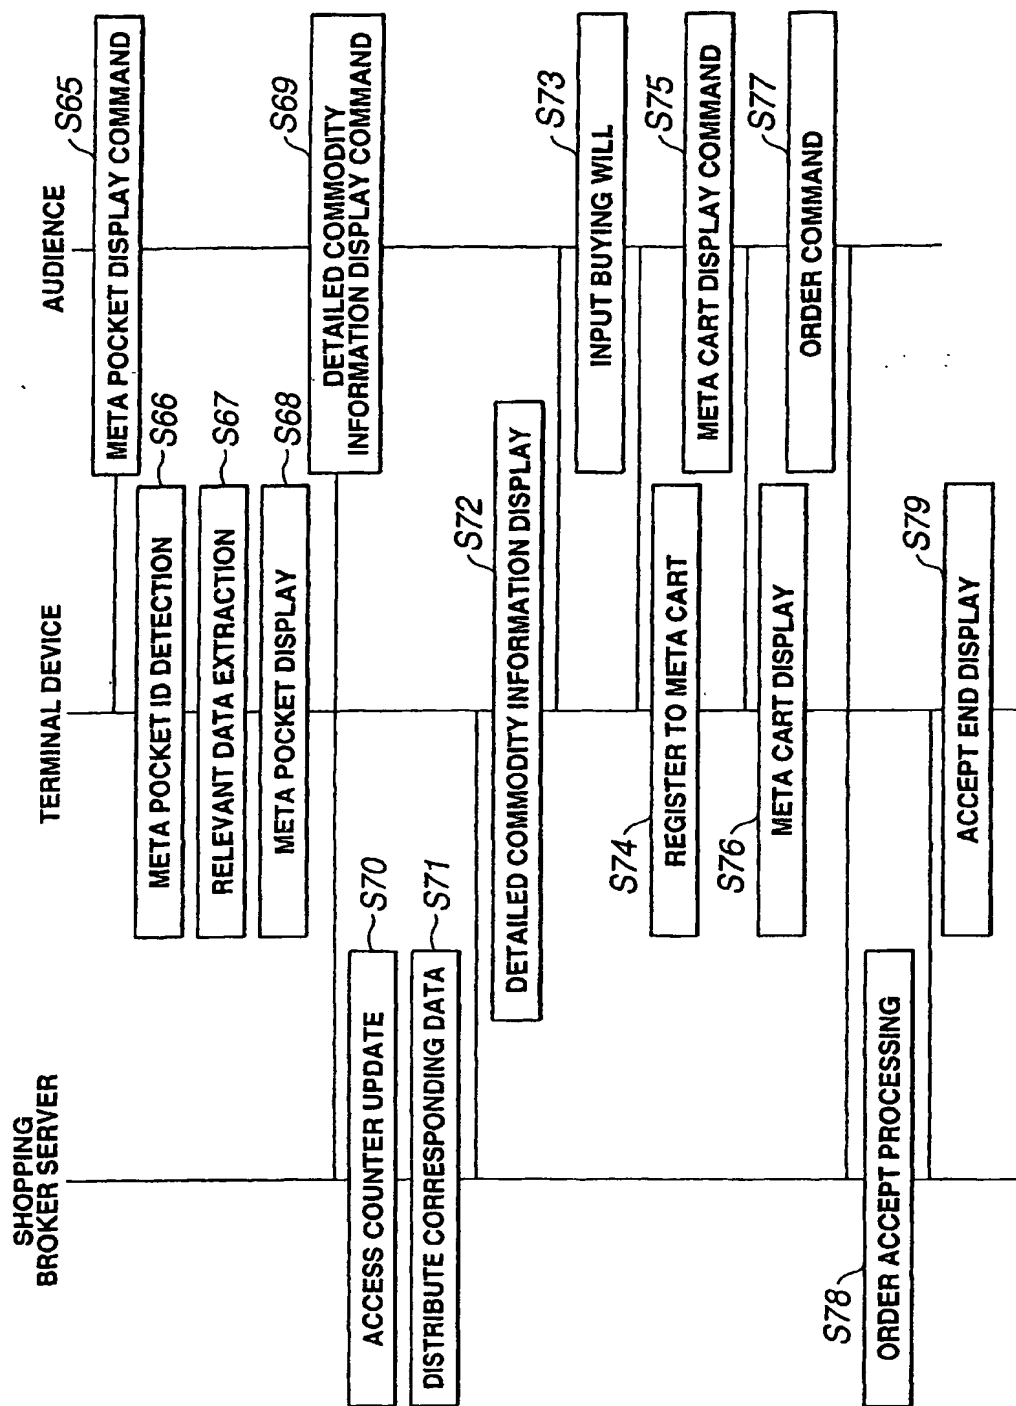 SHOPPING
BROKER SERVER
TERMINAL DEVICE
AUDIENCE
S65
META POCKET DISPLAY COMMAND
META POCKET ID DETECTION
S66
RELEVANT DATA EXTRACTION
S67
META POCKET DISPLAY
S68
S69
DETAILED COMMODITY
INFORMATION DISPLAY COMMAND
ACCESS COUNTER UPDATE
S70
DISTRIBUTE CORRESPONDING DATA
S71
S72
DETAILED COMMODITY INFORMATION DISPLAY
S73
INPUT BUYING WILL
S74
REGISTER TO META CART
S75
META CART DISPLAY COMMAND
S76
META CART DISPLAY
S77
ORDER COMMAND
S78
ORDER ACCEPT PROCESSING
S79
ACCEPT END DISPLAY